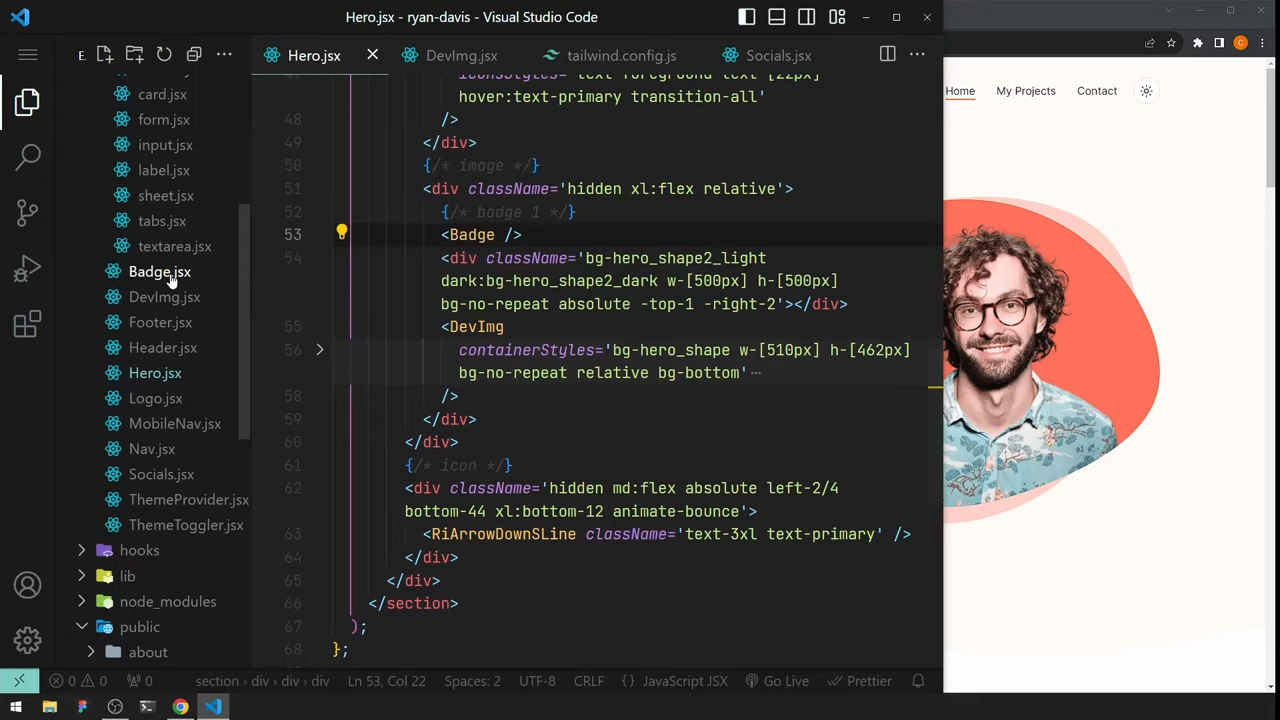 Hero.jsx - ryan-davis - Visual Studio Code
E
Hero.jsx
DevImg.jsx
tailwind.config.js
Socials.jsx
card.jsx
form.jsx
input.jsx
label.jsx
sheet.jsx
tabs.jsx
textarea.jsx
Badge.jsx
DevImg.jsx
Footer.jsx
Header.jsx
Hero.jsx
Logo.jsx
MobileNav.jsx
Nav.jsx
Socials.jsx
ThemeProvider.jsx
ThemeToggler.jsx
hooks
lib
node_modules
public
about
47 iconsStyles='text-foreground text-[22px]
hover:text-primary transition-all'
48 />
49 </div>
50 {/* image */}
51 <div className='hidden xl:flex relative'>
52 {/* badge 1 */}
53 <Badge />
54 <div className='bg-hero_shape2_light
dark:bg-hero_shape2_dark w-[500px] h-[500px]
bg-no-repeat absolute -top-1 -right-2'></div>
55 <DevImg
56 containerStyles='bg-hero_shape w-[510px] h-[462px]
bg-no-repeat relative bg-bottom'⋯
58 />
59 </div>
60 </div>
61 {/* icon */}
62 <div className='hidden md:flex absolute left-2/4
bottom-44 xl:bottom-12 animate-bounce'>
63 <RiArrowDownSLine className='text-3xl text-primary' />
64 </div>
65 </div>
66 </section>
67 );
68 };
0 0 0
section › div › div › div
Ln 53, Col 22
Spaces: 2
UTF-8
CRLF
{} JavaScript JSX
Go Live
Prettier
C
Home
My Projects
Contact